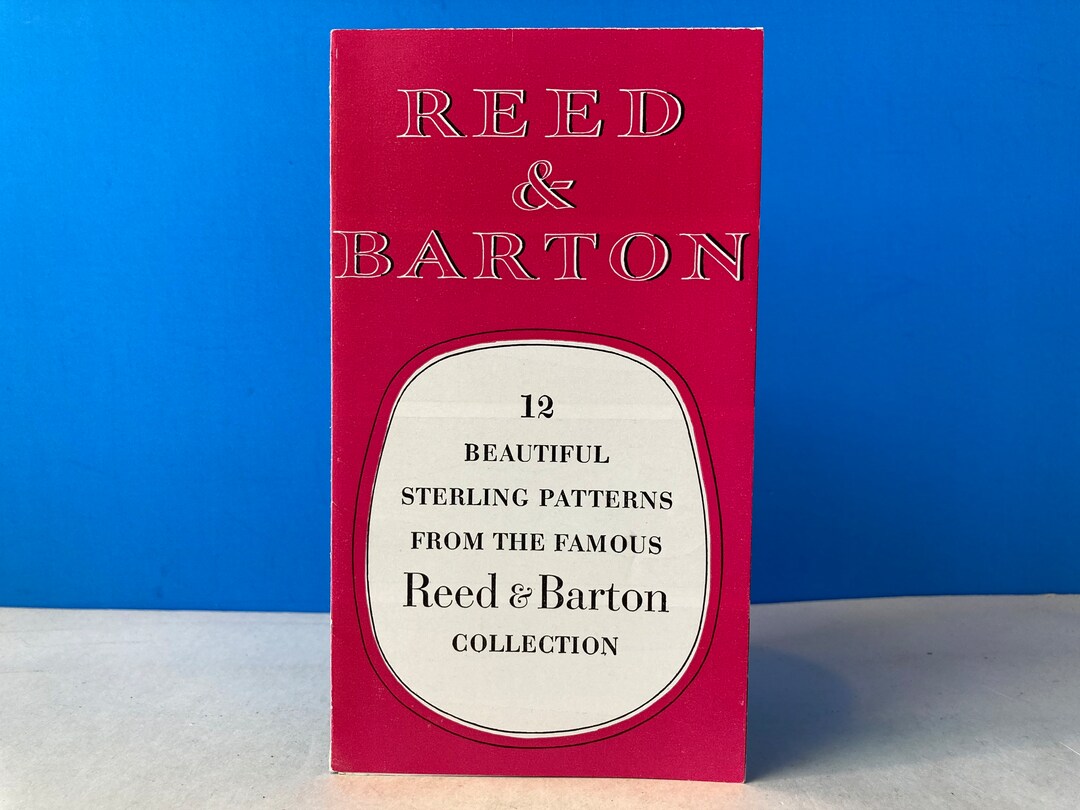 REED
&
BARTON
12
BEAUTIFUL
STERLING PATTERNS
FROM THE FAMOUS
Reed & Barton
COLLECTION